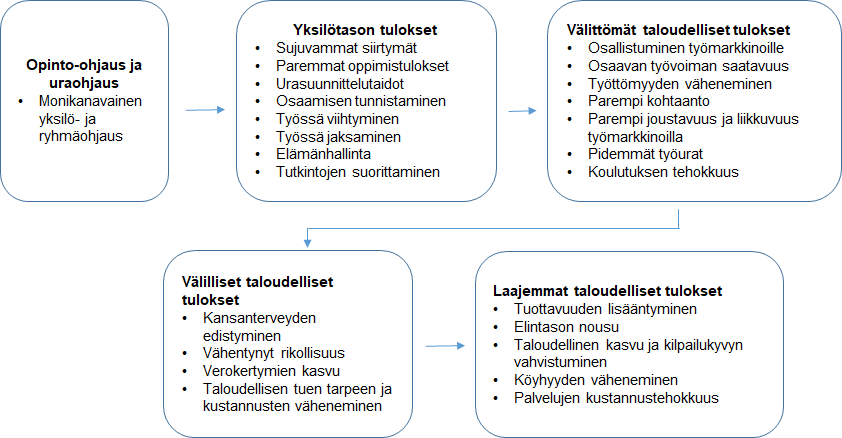 Opinto-ohjaus ja
uraohjaus
• Monikanavainen
yksilö- ja
ryhmäohjaus
Yksilötason tulokset
• Sujuvammat siirtymät
• Paremmat oppimistulokset
• Urasuunnittelutaidot
• Osaamisen tunnistaminen
• Työssä viihtyminen
• Työssä jaksaminen
• Elämänhallinta
• Tutkintojen suorittaminen
Välittömät taloudelliset tulokset
• Osallistuminen työmarkkinoille
• Osaavan työvoiman saatavuus
• Työttömyyden väheneminen
• Parempi kohtaanto
• Parempi joustavuus ja liikkuvuus
työmarkkinoilla
• Pidemmät työurat
• Koulutuksen tehokkuus
Välilliset taloudelliset
tulokset
• Kansanterveyden
edistyminen
• Vähentynyt rikollisuus
• Verokertymien kasvu
• Taloudellisen tuen tarpeen ja
kustannusten väheneminen
Laajemmat taloudelliset tulokset
• Tuottavuuden lisääntyminen
• Elintason nousu
• Taloudellinen kasvu ja kilpailukyvyn
vahvistuminen
• Köyhyyden väheneminen
• Palvelujen kustannustehokkuus